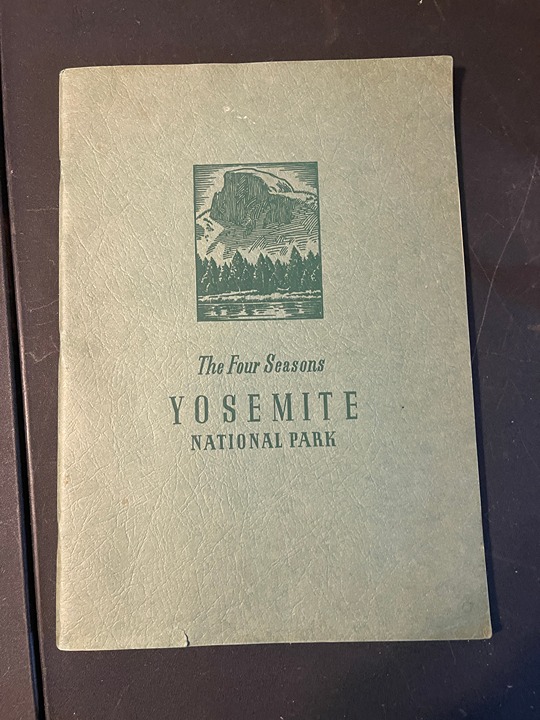 The Four Seasons
YOSEMITE
NATIONAL PARK